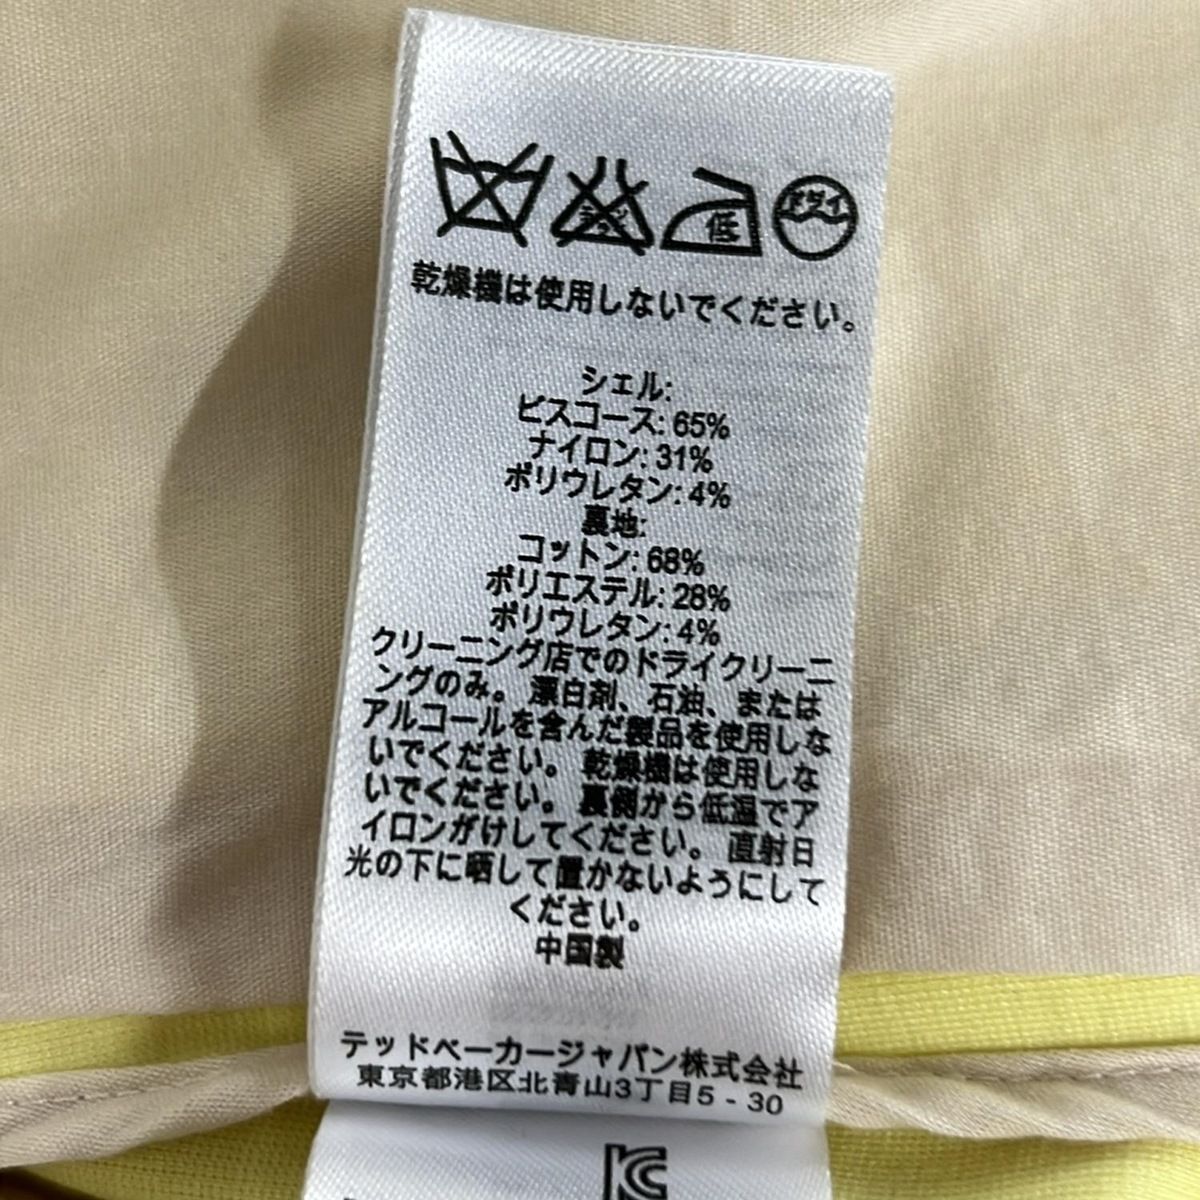 エンソ
サラシ
低
ドライ
乾燥機は使用しないでください。
シェル:
ビスコース: 65%
ナイロン: 31%
ポリウレタン: 4%
裏地:
コットン: 68%
ポリエステル: 28%
ポリウレタン: 4%
クリーニング店でのドライクリーニ
ングのみ。 漂白剤、石油、または
アルコールを含んだ製品を使用しな
いでください。 乾燥機は使用しな
いでください。 裏側から低温でア
イロンがけしてください。 直射日
光の下に晒して置かないようにして
ください。
中国製
テッドベーカージャパン株式会社
東京都港区北青山3丁目5 - 30